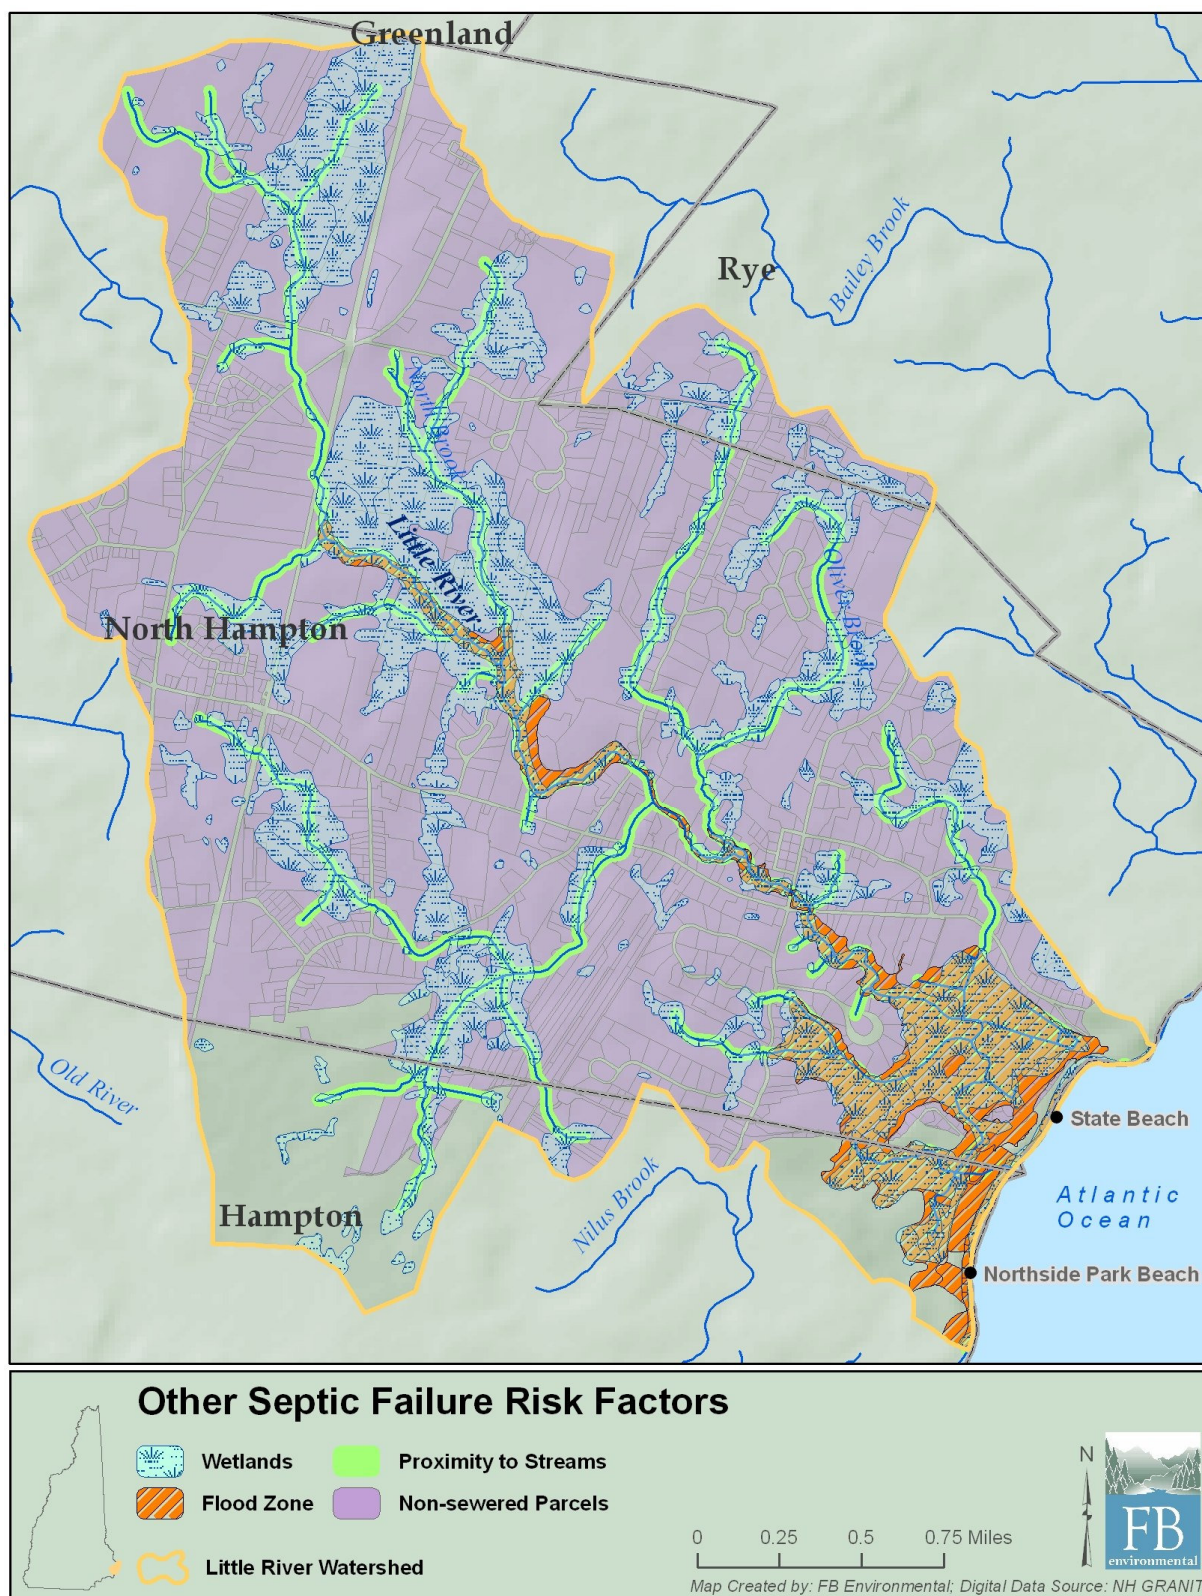 Greenland
Rye
Bailey Brook
North Brook
Little River
Oliver Brook
North Hampton
Old River
State Beach
Atlantic
Ocean
Hampton
Nilus Brook
Northside Park Beach
Other Septic Failure Risk Factors
Wetlands
Proximity to Streams
Flood Zone
Non-sewered Parcels
Little River Watershed
0 0.25 0.5 0.75 Miles
N
FB
environmental
Map Created by: FB Environmental; Digital Data Source: NH GRANIT